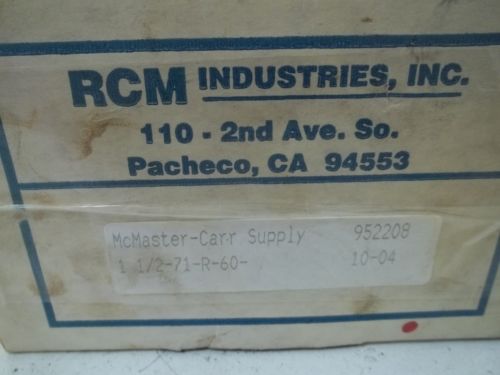 RCM INDUSTRIES, INC.
110 - 2nd Ave. So.
Pacheco, CA 94553
McMaster-Carr Supply 952208
1 1/2-71-R-60- 10-04